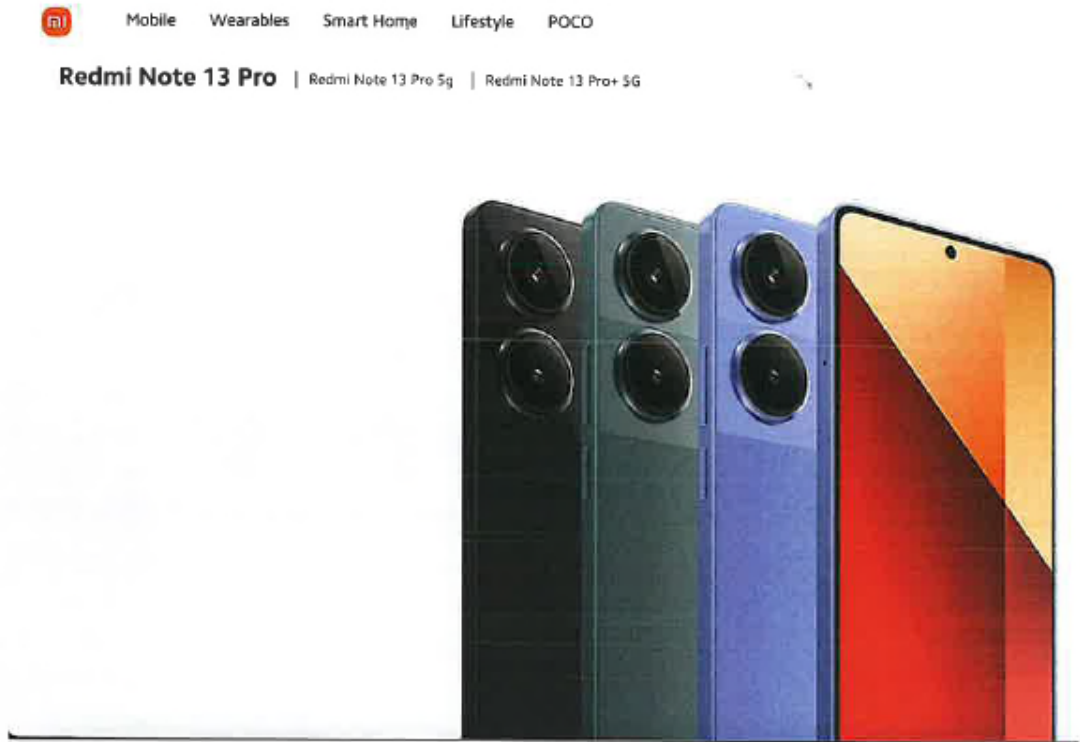 mi
Mobile Wearables Smart Home Lifestyle POCO
Redmi Note 13 Pro | Redmi Note 13 Pro 5g | Redmi Note 13 Pro+ 5G